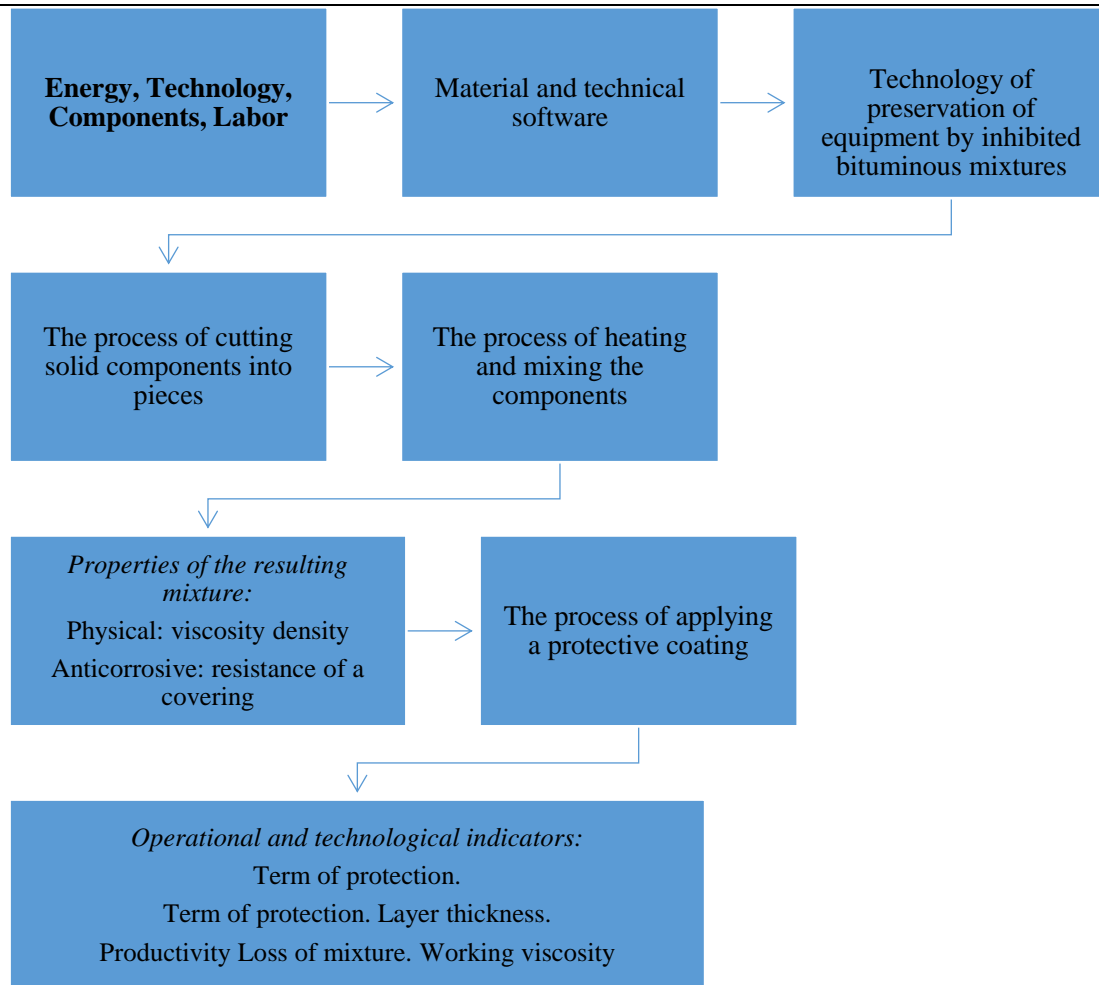 Energy, Technology,
Components, Labor
Material and technical
software
Technology of
preservation of
equipment by inhibited
bituminous mixtures
The process of cutting
solid components into
pieces
The process of heating
and mixing the
components
Properties of the resulting
mixture:
Physical: viscosity density
Anticorrosive: resistance of a
covering
The process of applying
a protective coating
Operational and technological indicators:
Term of protection.
Term of protection. Layer thickness.
Productivity Loss of mixture. Working viscosity